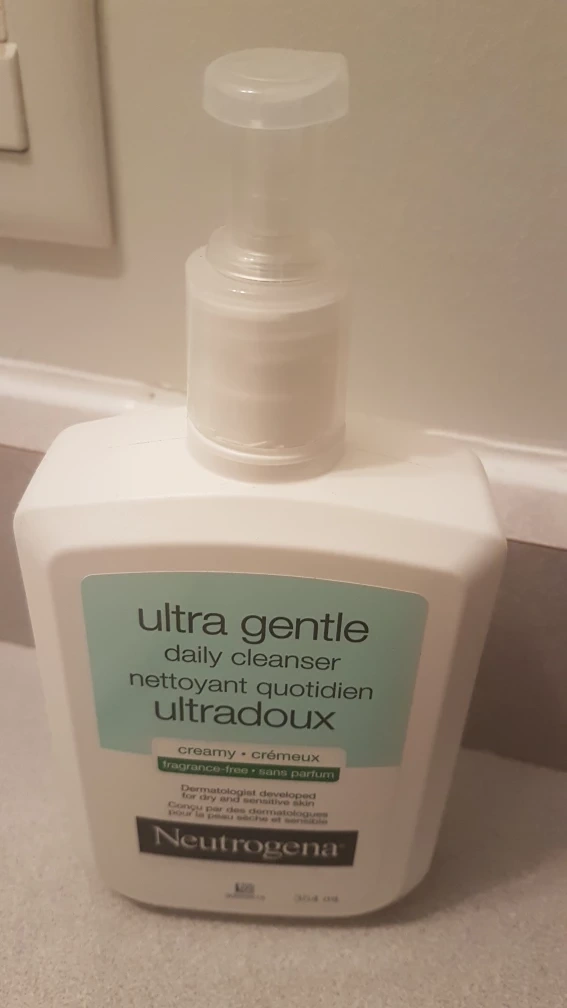 ultra gentle
daily cleanser
nettoyant quotidien
ultradoux
creamy • crémeux
fragrance-free • sans parfum
Dermatologist developed
for dry and sensitive skin
Conçu par des dermatologues
pour la peau sèche et sensible
Neutrogena